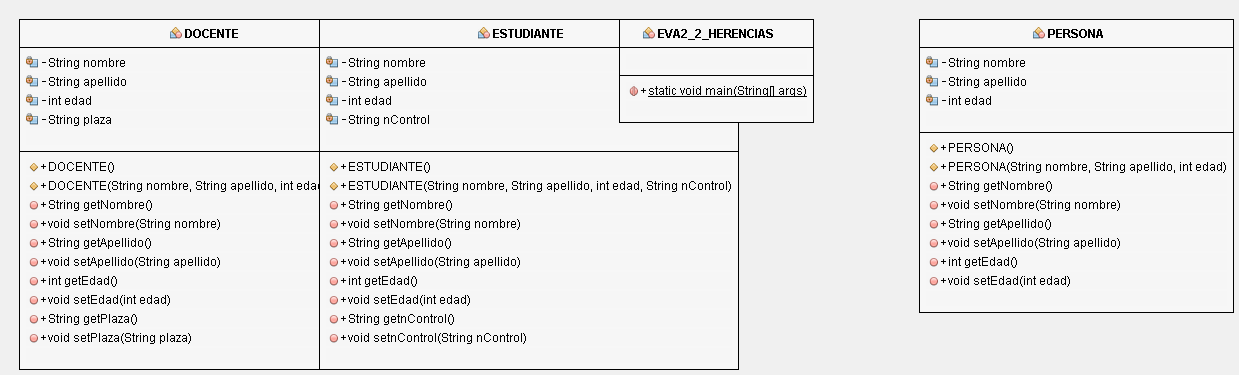 DOCENTE
- String nombre
- String apellido
- int edad
- String plaza
+ DOCENTE()
+ DOCENTE(String nombre, String apellido, int edad
+ String getNombre()
+ void setNombre(String nombre)
+ String getApellido()
+ void setApellido(String apellido)
+ int getEdad()
+ void setEdad(int edad)
+ String getPlaza()
+ void setPlaza(String plaza)
ESTUDIANTE
- String nombre
- String apellido
- int edad
- String nControl
+ ESTUDIANTE()
+ ESTUDIANTE(String nombre, String apellido, int edad, String nControl)
+ String getNombre()
+ void setNombre(String nombre)
+ String getApellido()
+ void setApellido(String apellido)
+ int getEdad()
+ void setEdad(int edad)
+ String getnControl()
+ void setnControl(String nControl)
EVA2_2_HERENCIAS
+ static void main(String[] args)
PERSONA
- String nombre
- String apellido
- int edad
+ PERSONA()
+ PERSONA(String nombre, String apellido, int edad)
+ String getNombre()
+ void setNombre(String nombre)
+ String getApellido()
+ void setApellido(String apellido)
+ int getEdad()
+ void setEdad(int edad)